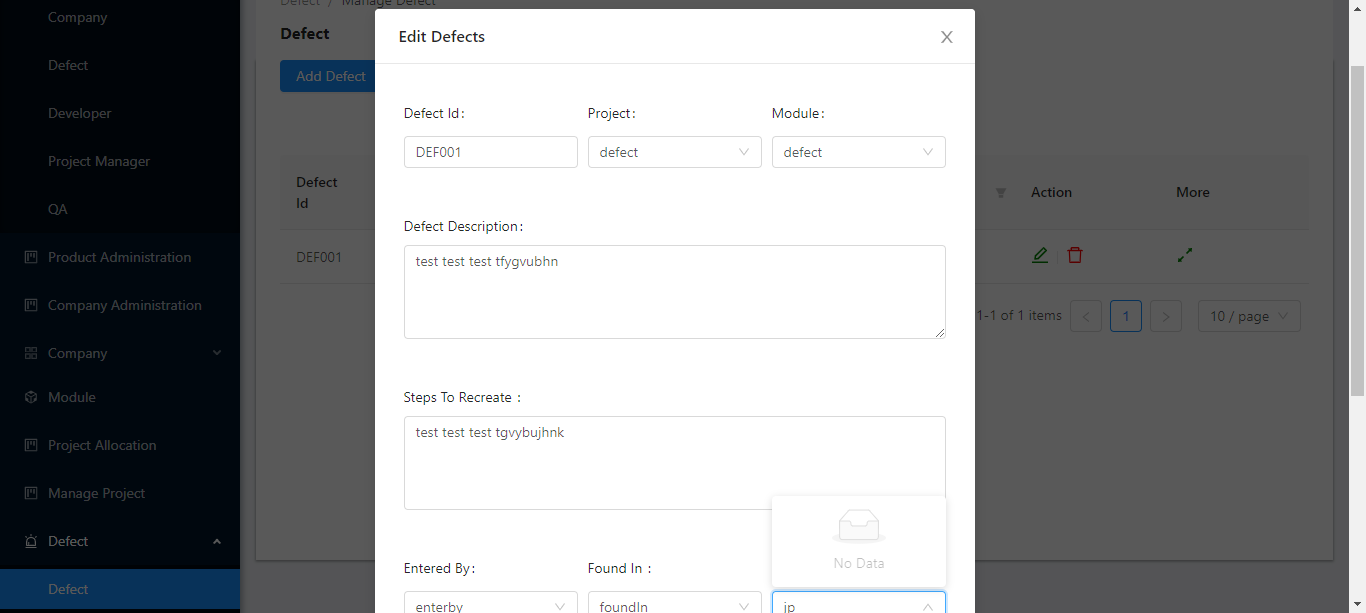 Company
Defect
Developer
Project Manager
QA
Product Administration
Company Administration
Company
Module
Project Allocation
Manage Project
Defect
Defect
Defect / Manage Defect
Defect
Add Defect
Defect Id
Action
More
DEF001
1-1 of 1 items
1
10 / page
Edit Defects
Defect Id:
Project:
Module:
DEF001
defect
defect
Defect Description:
test test test tfygvubhn
Steps To Recreate :
test test test tgvybujhnk
No Data
Entered By:
Found In :
enterby
foundIn
jp